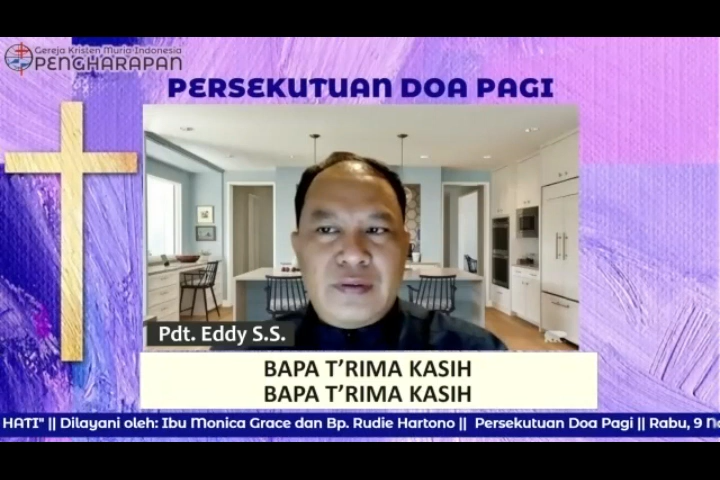 Gereja Kristen Muria Indonesia
PENGHARAPAN
PERSEKUTUAN DOA PAGI
Pdt. Eddy S.S.
BAPA T'RIMA KASIH
BAPA T'RIMA KASIH
HATI" || Dilayani oleh: Ibu Monica Grace dan Bp. Rudie Hartono || Persekutuan Doa Pagi || Rabu, 9